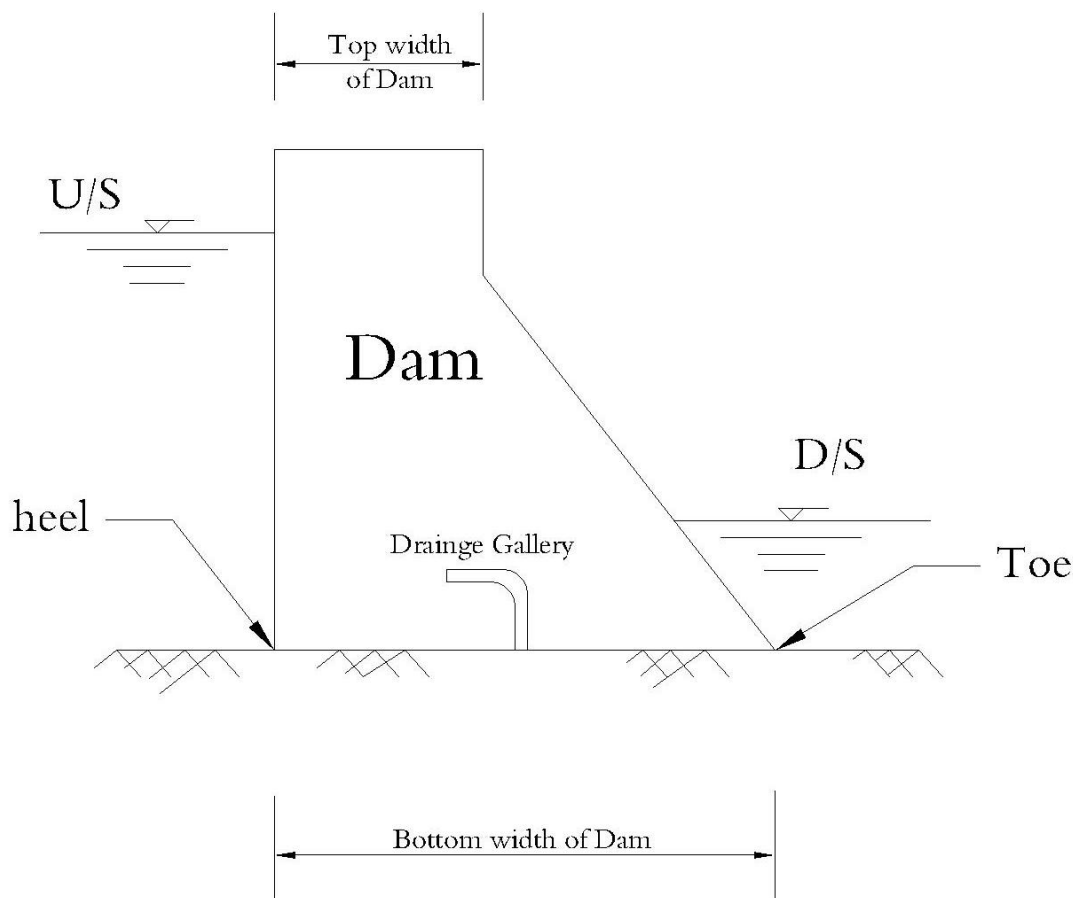 Top width
of Dam
U/S
Dam
D/S
heel
Drainge Gallery
Toe
Bottom width of Dam